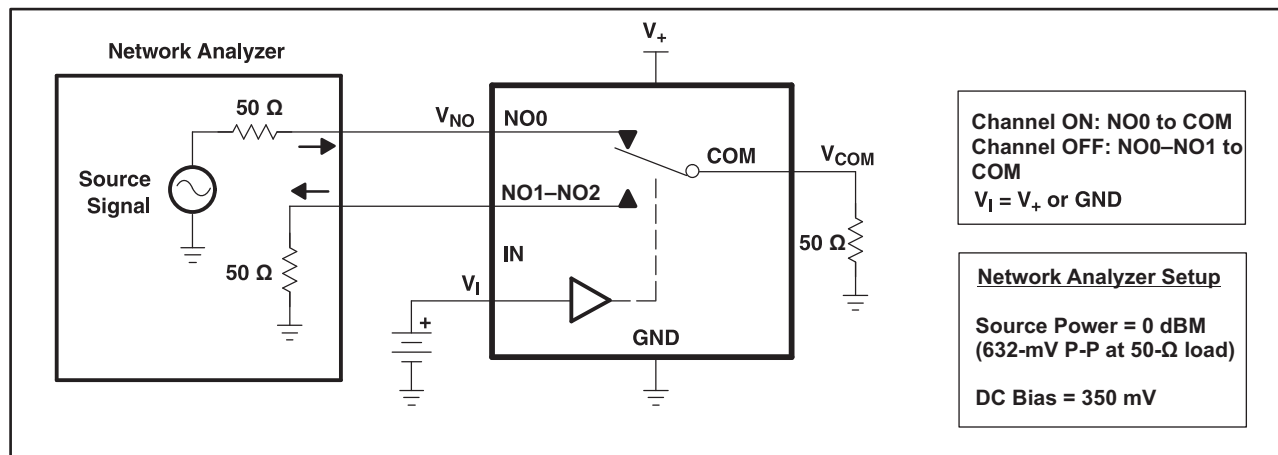 Network Analyzer
50 Ω
Source
Signal
50 Ω
V+
VNO
NO0
NO1–NO2
IN
VI
+
COM
VCOM
50 Ω
GND
Channel ON: NO0 to COM
Channel OFF: NO0–NO1 to
COM
VI = V+ or GND
Network Analyzer Setup
Source Power = 0 dBM
(632-mV P-P at 50-Ω load)
DC Bias = 350 mV